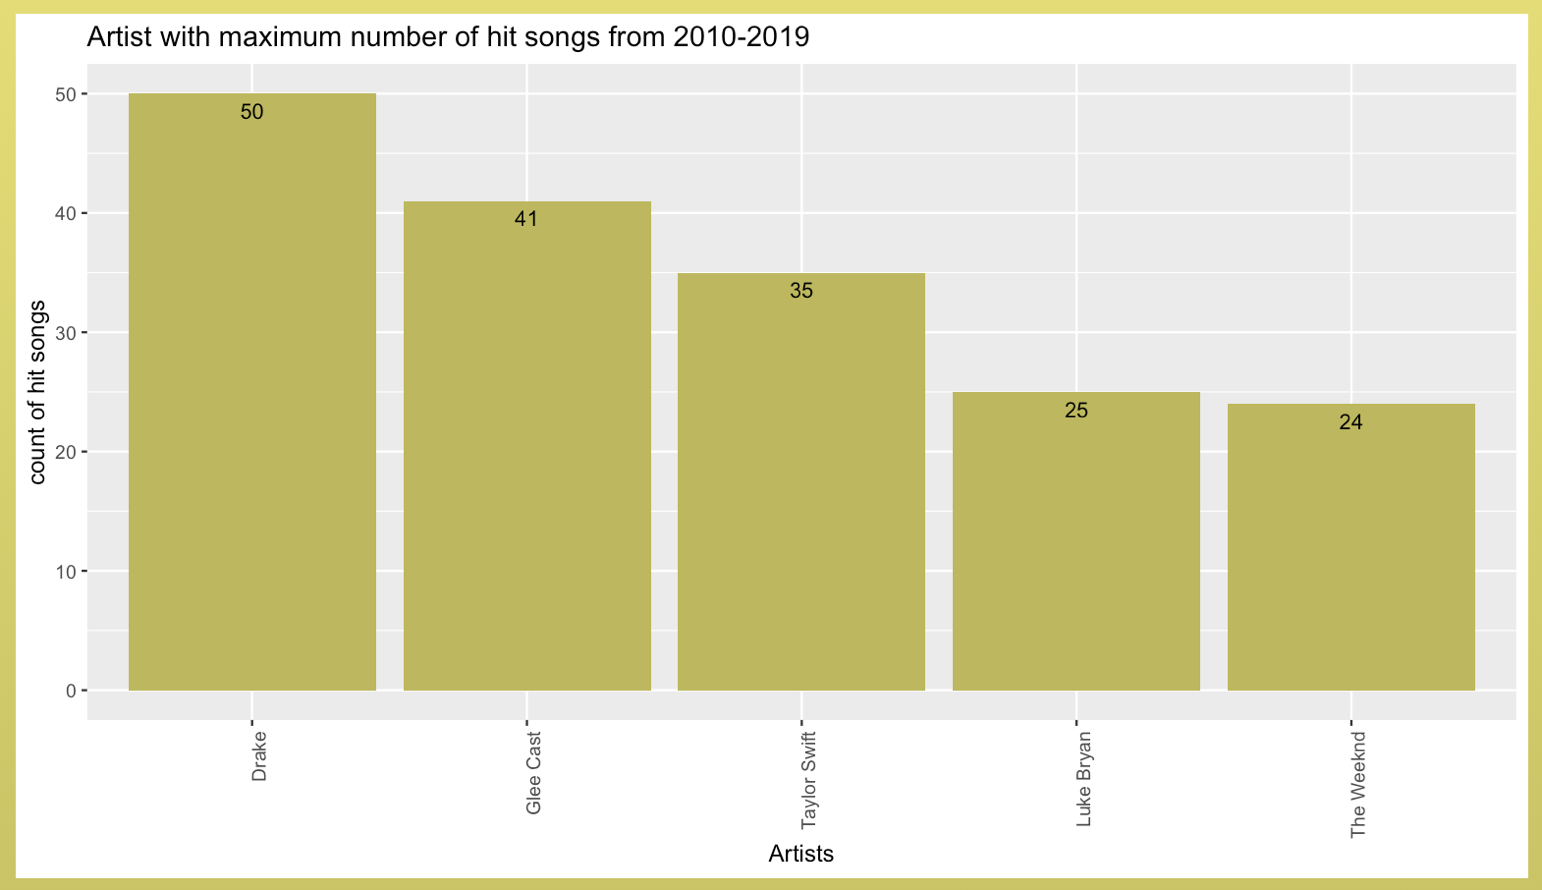 Artist with maximum number of hit songs from 2010-2019
count of hit songs
50
40
30
20
10
0
50
41
35
25
24
Drake
Glee Cast
Taylor Swift
Luke Bryan
The Weeknd
Artists